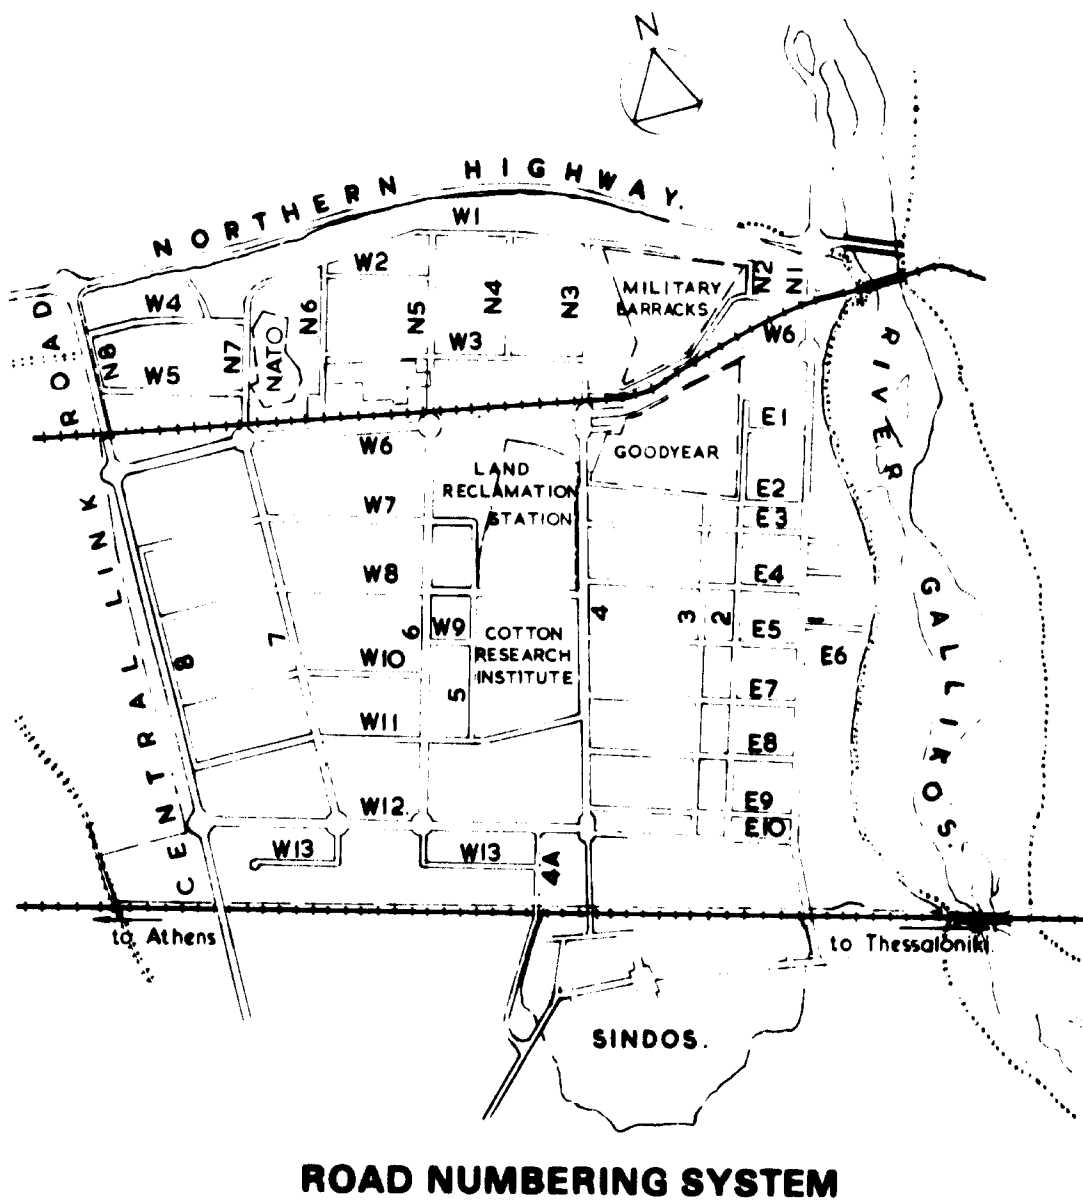 N
NORTHERN HIGHWAY.
W1
W2
N2
N1
MILITARY
BARRACKS
W4
N6
N5
N4
N3
W3
W6
N8
N7
NATO
W5
RIVER GALLIKOS.
E1
W6
GOODYEAR
LAND
RECLAMATION
STATION
E2
W7
E3
W8
E4
CENTRAL LINK ROAD
8
7
6
W9
COTTON
RESEARCH
INSTITUTE
4
3
2
E5
E6
W10
5
E7
W11
E8
W12
E9
E10
W13
W13
4A
to Athens
to Thessaloniki.
SINDOS.
ROAD NUMBERING SYSTEM